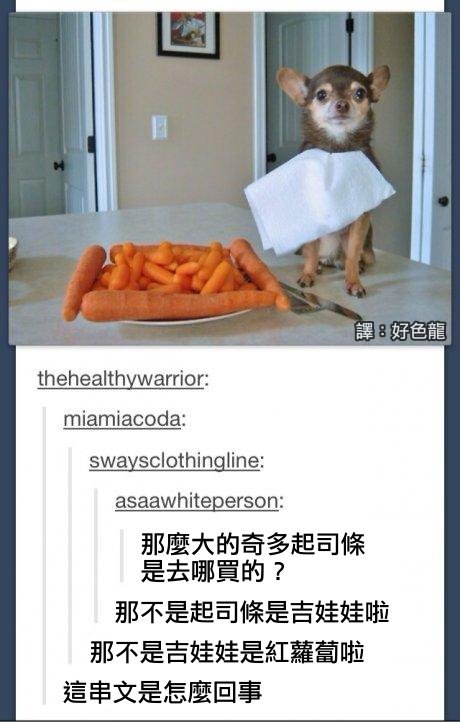 譯：好色龍
thehealthywarrior:
miamiacoda:
swaysclothingline:
asaawhiteperson:
那麼大的奇多起司條
是去哪買的？
那不是起司條是吉娃娃啦
那不是吉娃娃是紅蘿蔔啦
這串文是怎麼回事